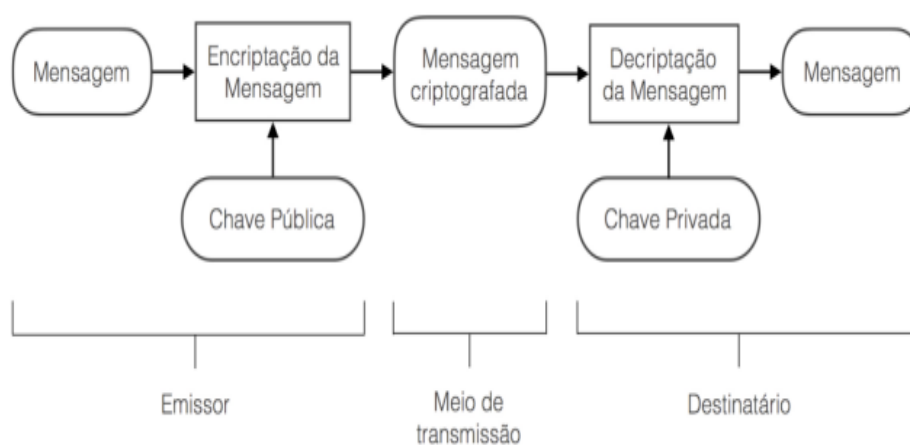 Mensagem
Encriptação da
Mensagem
Mensagem
criptografada
Decriptação
da Mensagem
Mensagem
Chave Pública
Chave Privada
Emissor
Meio de
transmissão
Destinatário